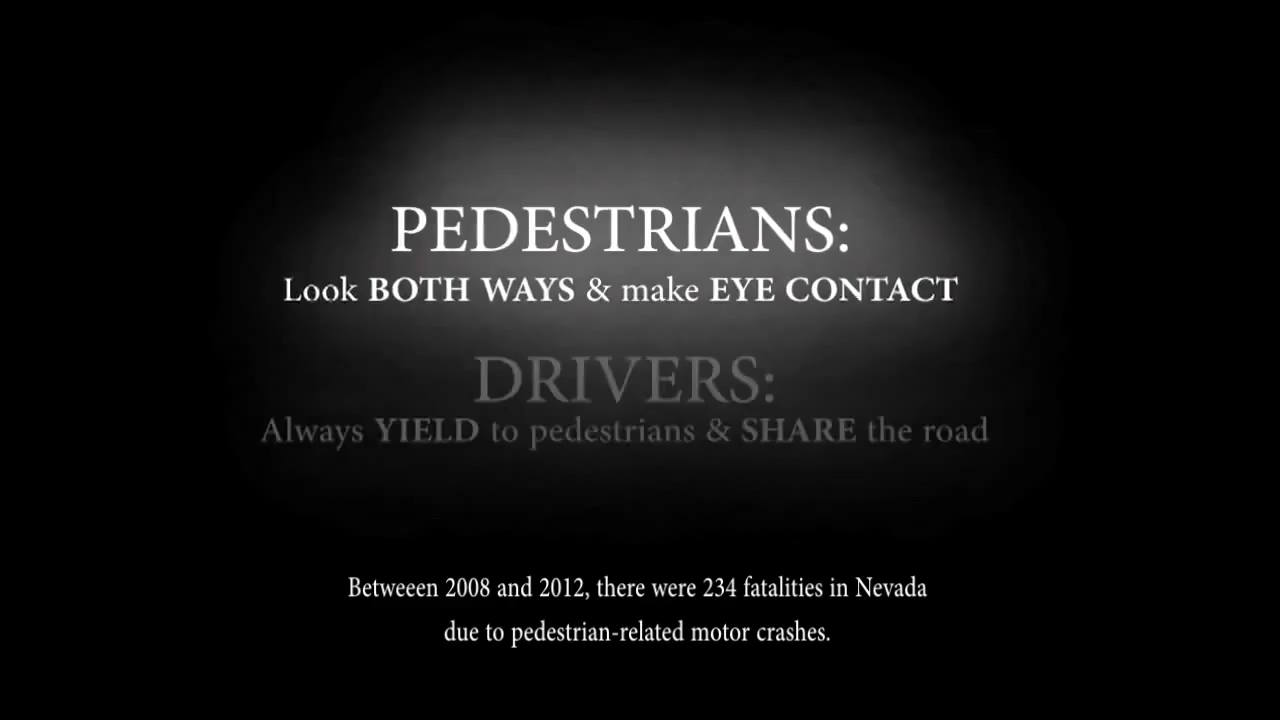 PEDESTRIANS:
Look BOTH WAYS & make EYE CONTACT
DRIVERS:
Always YIELD to pedestrians & SHARE the road
Betweeen 2008 and 2012, there were 234 fatalities in Nevada
due to pedestrian-related motor crashes.